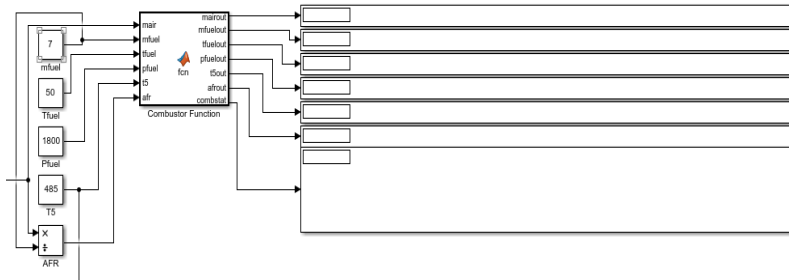 mair
mfuel
tfuel
pfuel
t5
afr
fcn
mairout
mfuelout
tfuelout
pfuelout
t5out
afrout
combstat
Combustor Function
7
mfuel
50
Tfuel
1800
Pfuel
485
T5
×
÷
AFR